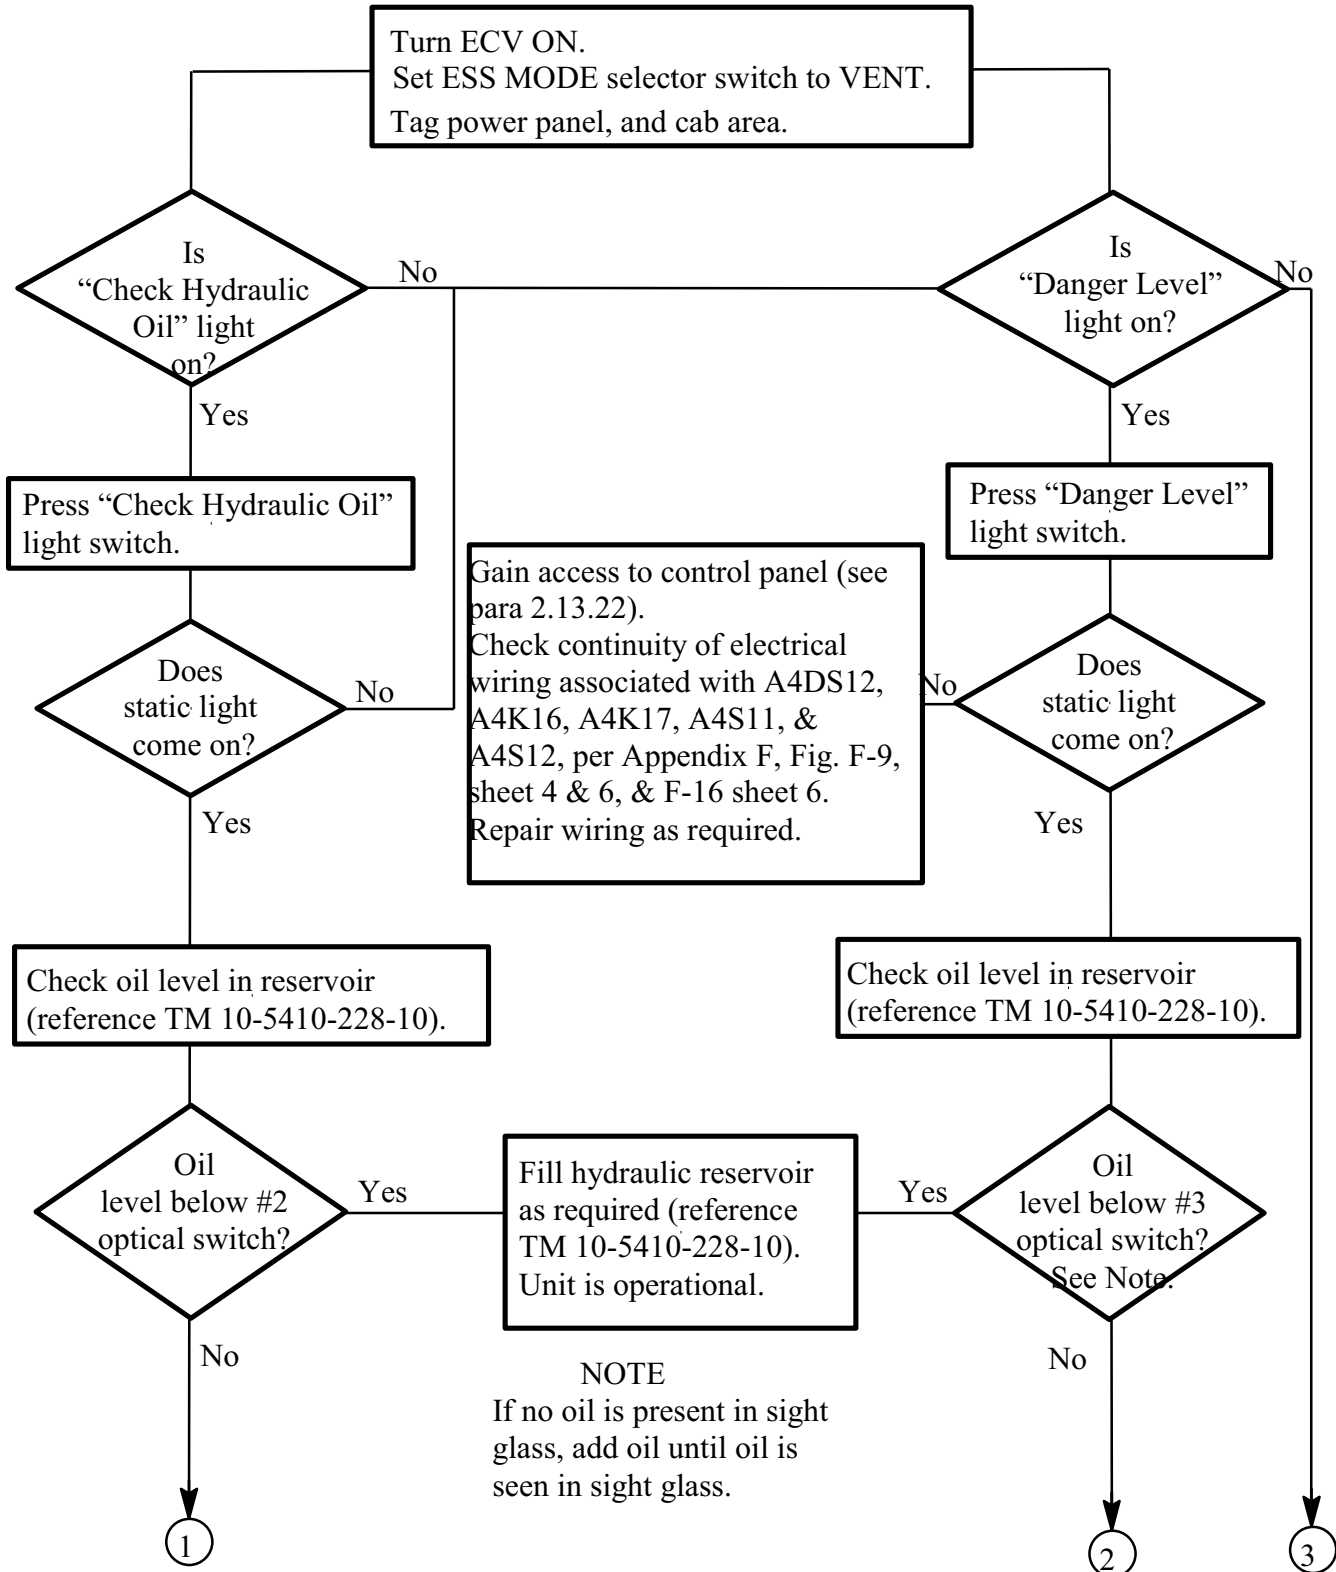 Turn ECV ON.
Set ESS MODE selector switch to VENT.
Tag power panel, and cab area.
Is
“Check Hydraulic
Oil” light
on?
No
Is
“Danger Level”
light on?
No
Yes
Yes
Press “Check Hydraulic Oil”
light switch.
Press “Danger Level”
light switch.
Gain access to control panel (see
para 2.13.22).
Check continuity of electrical
wiring associated with A4DS12,
A4K16, A4K17, A4S11, &
A4S12, per Appendix F, Fig. F-9,
sheet 4 & 6, & F-16 sheet 6.
Repair wiring as required.
Does
static light
come on?
No
No
Does
static light
come on?
Yes
Yes
Check oil level in reservoir
(reference TM 10-5410-228-10).
Check oil level in reservoir
(reference TM 10-5410-228-10).
Oil
level below #2
optical switch?
Yes
Fill hydraulic reservoir
as required (reference
TM 10-5410-228-10).
Unit is operational.
Yes
Oil
level below #3
optical switch?
See Note.
No
No
NOTE
If no oil is present in sight
glass, add oil until oil is
seen in sight glass.
1
2
3